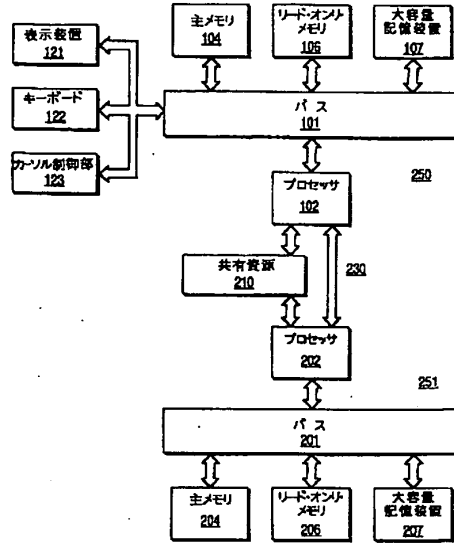 表示装置
121
キーボード
122
カーソル制御部
123
主メモリ
104
リード・オンリ・
メモリ
106
大容量
記憶装置
107
バス
101
250
プロセッサ
102
共有資源
210
230
プロセッサ
202
251
バス
201
主メモリ
204
リード・オンリ・
メモリ
206
大容量
記憶装置
207